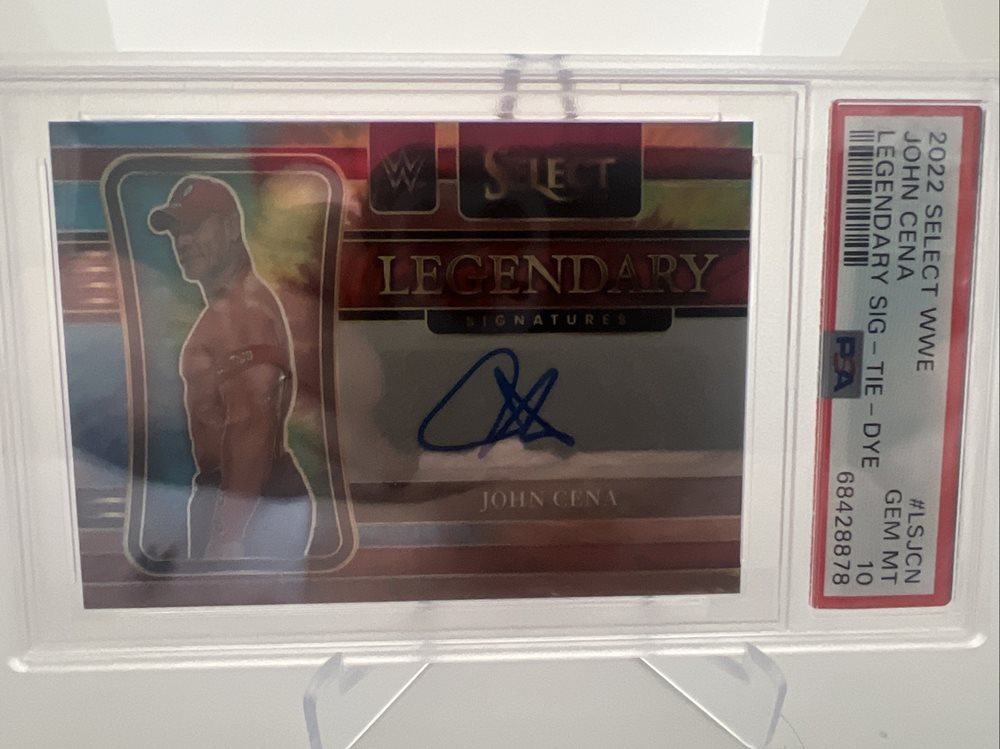 W
SELECT
LEGENDARY
SIGNATURES
JOHN CENA
2022 SELECT WWE
#LSJCN
JOHN CENA
GEM MT
LEGENDARY SIG – TIE – DYE
10
PSA
68428878